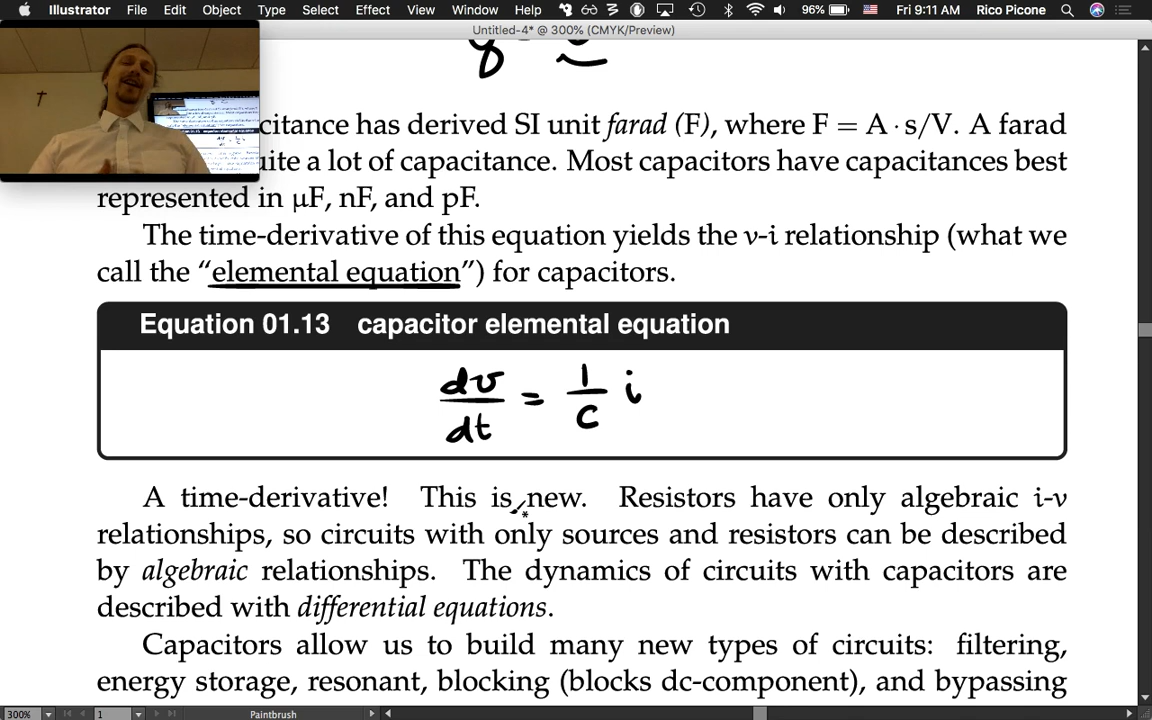 Illustrator File Edit Object Type Select Effect View Window Help 96% Fri 9:11 AM Rico Picone
Untitled-4* @ 300% (CMYK/Preview)
citance has derived SI unit farad (F), where F = A · s/V. A farad
uite a lot of capacitance. Most capacitors have capacitances best
represented in μF, nF, and pF.
The time-derivative of this equation yields the v-i relationship (what we
call the “elemental equation”) for capacitors.
Equation 01.13 capacitor elemental equation
dv/dt = 1/C i
A time-derivative! This is new. Resistors have only algebraic i-v
relationships, so circuits with only sources and resistors can be described
by algebraic relationships. The dynamics of circuits with capacitors are
described with differential equations.
Capacitors allow us to build many new types of circuits: filtering,
energy storage, resonant, blocking (blocks dc-component), and bypassing
300% 1 Paintbrush